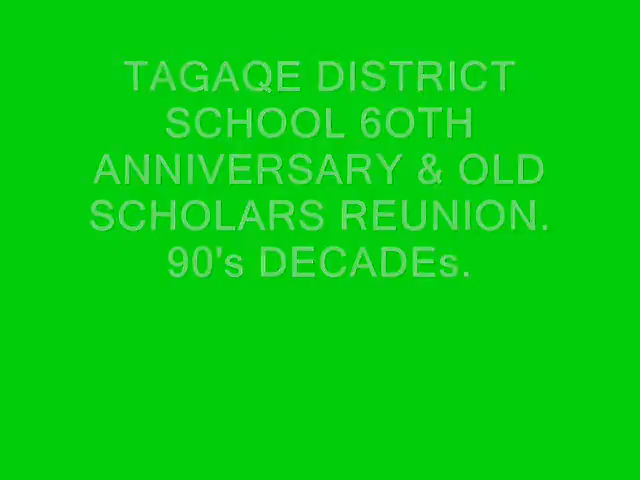 TAGAQE DISTRICT
SCHOOL 6OTH
ANNIVERSARY & OLD
SCHOLARS REUNION.
90's DECADEs.